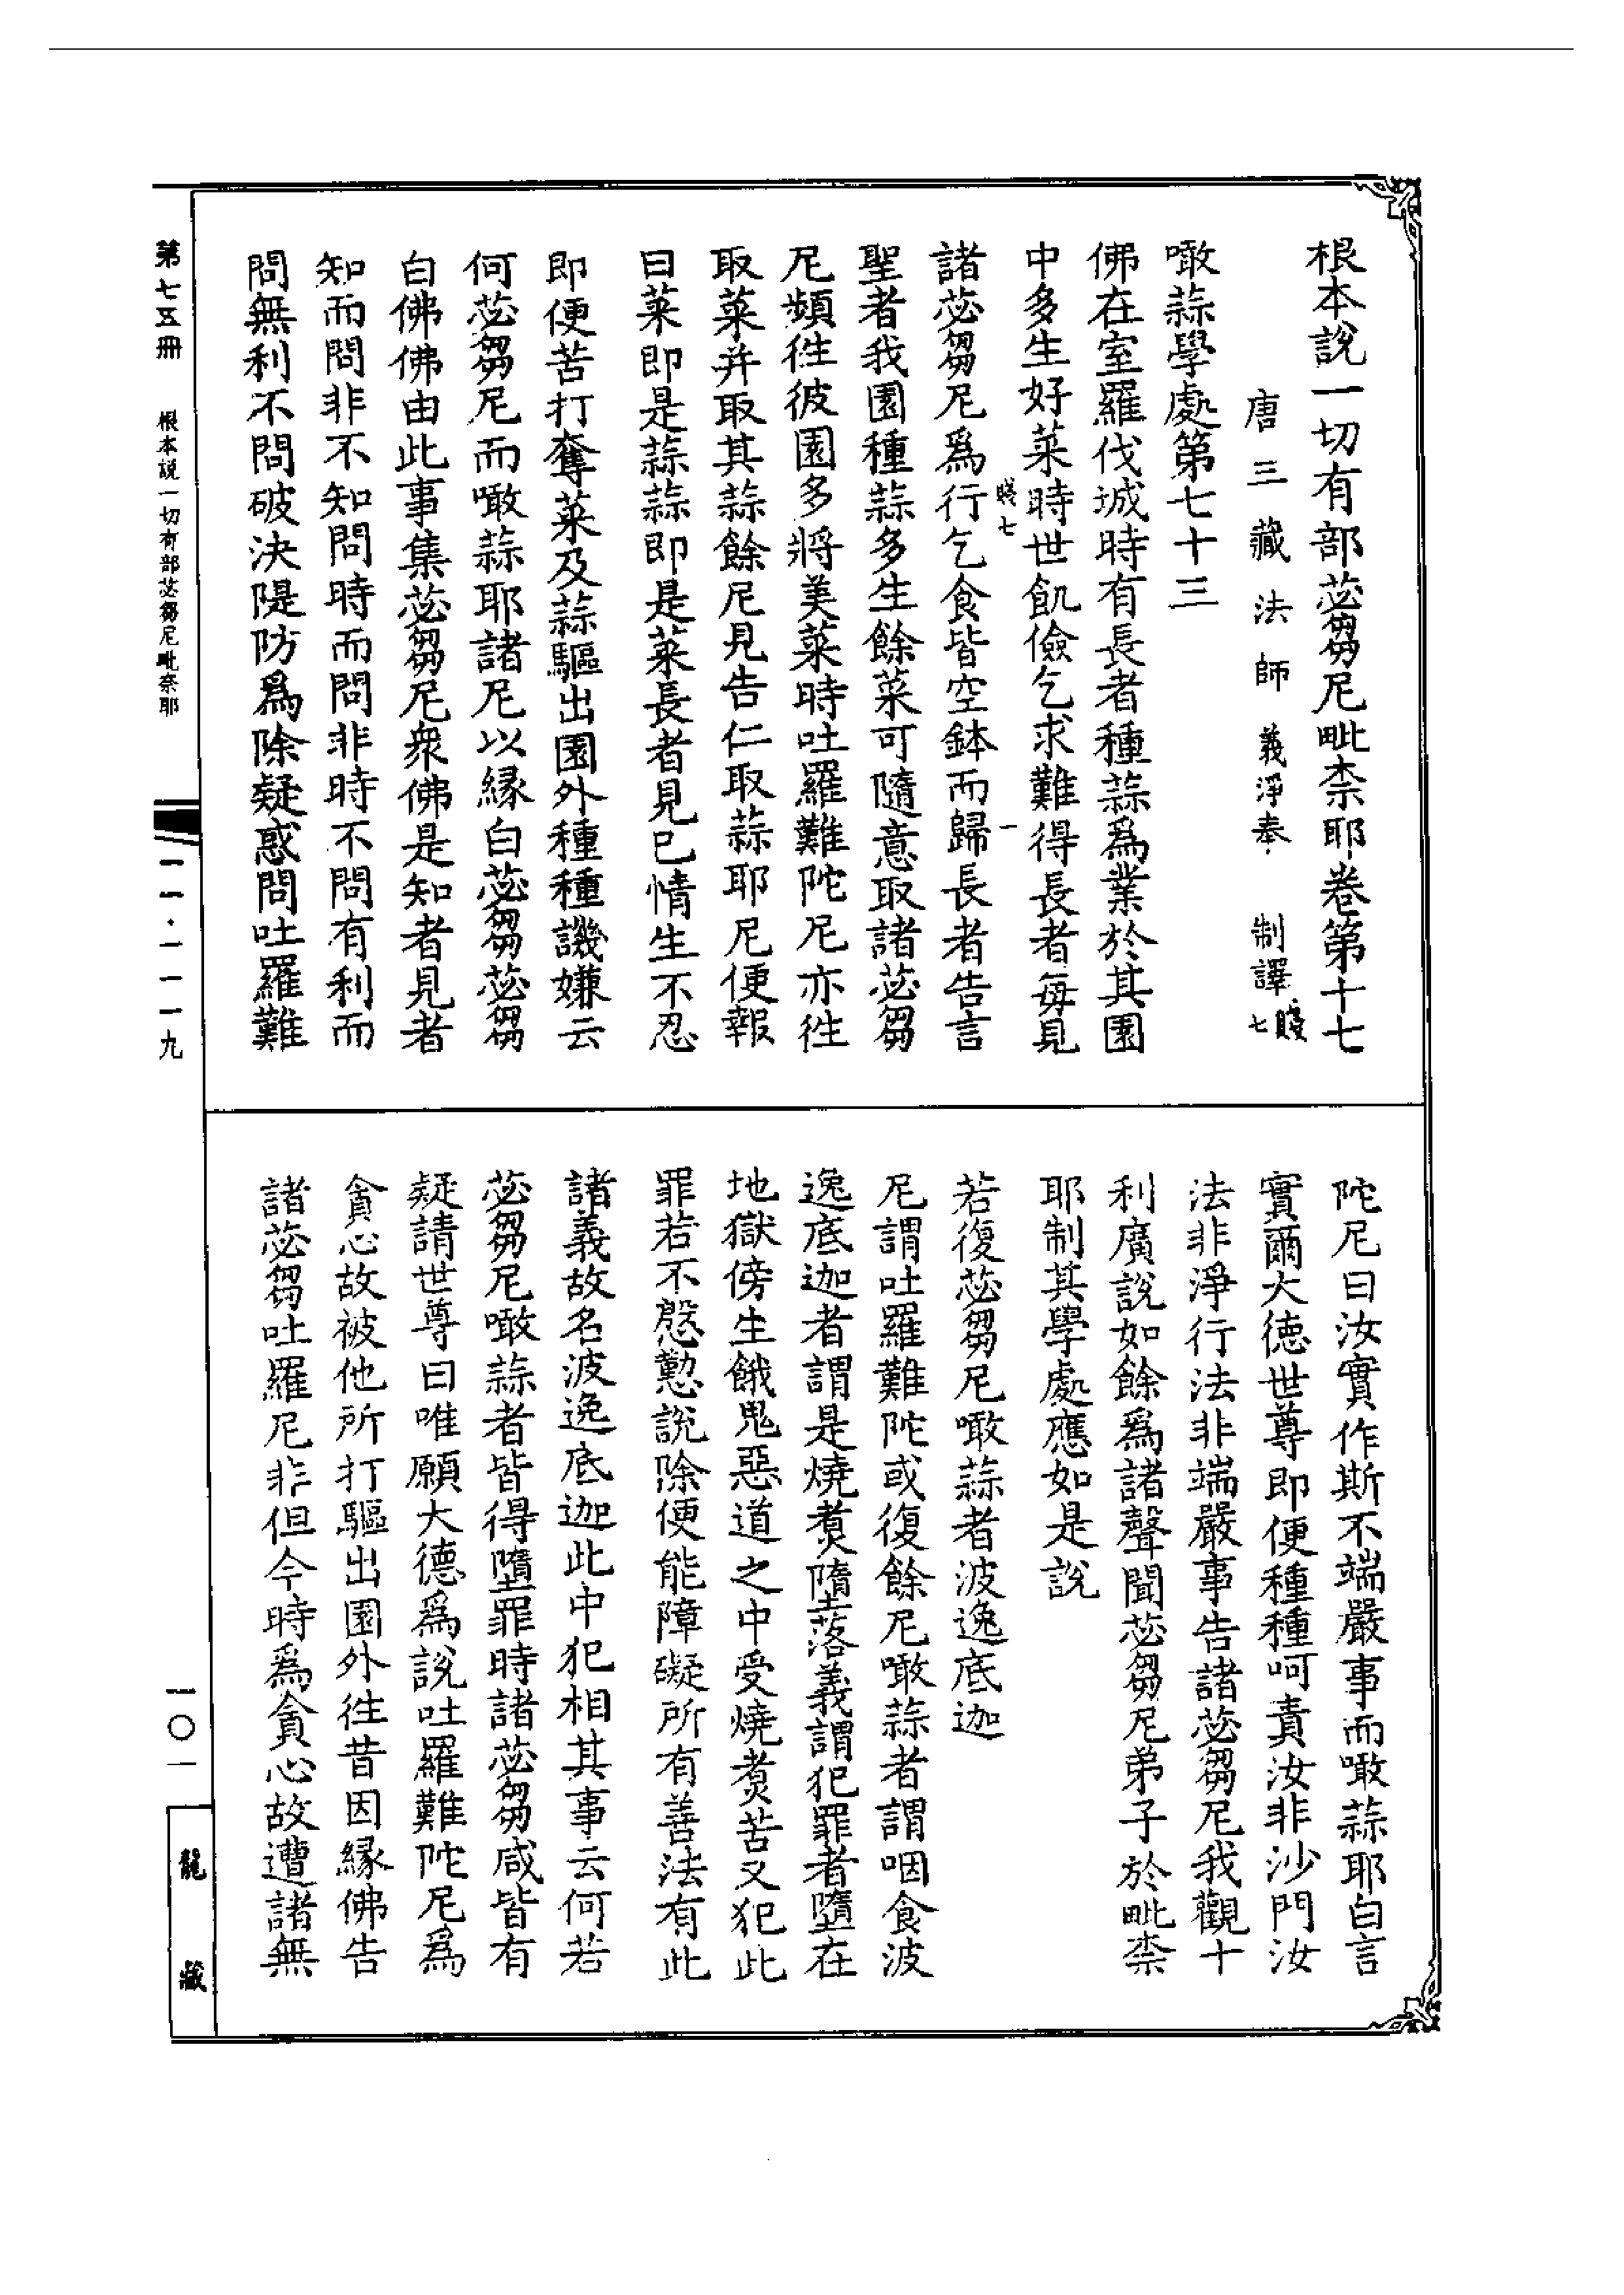 根本說一切有部苾芻尼毗柰耶卷第十七
唐三藏法師義淨奉　制譯　賤七
噉蒜學處第七十三
佛在室羅伐城時有長者種蒜爲業於其園
中多生好菜時世飢儉乞求難得長者每見
賤七　一
諸苾芻尼爲行乞食皆空鉢而歸長者告言
聖者我園種蒜多生餘菜可隨意取諸苾芻
尼頻往彼園多將美菜時吐羅難陀尼亦往
取菜并取其蒜餘尼見告仁取蒜耶尼便報
曰菜即是蒜蒜即是菜長者見已情生不忍
即便苦打奪菜及蒜驅出園外種種譏嫌云
何苾芻尼而噉蒜耶諸尼以緣白苾芻苾芻
白佛佛由此事集苾芻尼衆佛是知者見者
知而問非不知問時而問非時不問有利而
問無利不問破決隄防爲除疑惑問吐羅難
陀尼曰汝實作斯不端嚴事而噉蒜耶白言
實爾大德世尊即便種種呵責汝非沙門汝
法非淨行法非端嚴事告諸苾芻尼我觀十
利廣說如餘爲諸聲聞苾芻尼弟子於毗柰
耶制其學處應如是說
若復苾芻尼噉蒜者波逸底迦
尼謂吐羅難陀或復餘尼噉蒜者謂咽食波
逸底迦者謂是燒煑墮落義謂犯罪者墮在
地獄傍生餓鬼惡道之中受燒煑苦又犯此
罪若不慇懃說除便能障礙所有善法有此
諸義故名波逸底迦此中犯相其事云何若
苾芻尼噉蒜者皆得墮罪時諸苾芻咸皆有
疑請世尊曰唯願大德爲說吐羅難陀尼爲
貪心故被他所打驅出園外往昔因緣佛告
諸苾芻吐羅尼非但今時爲貪心故遭諸無
第七五冊　根本說一切有部苾芻尼毗奈耶
一一·一一一九
一〇一
龍藏